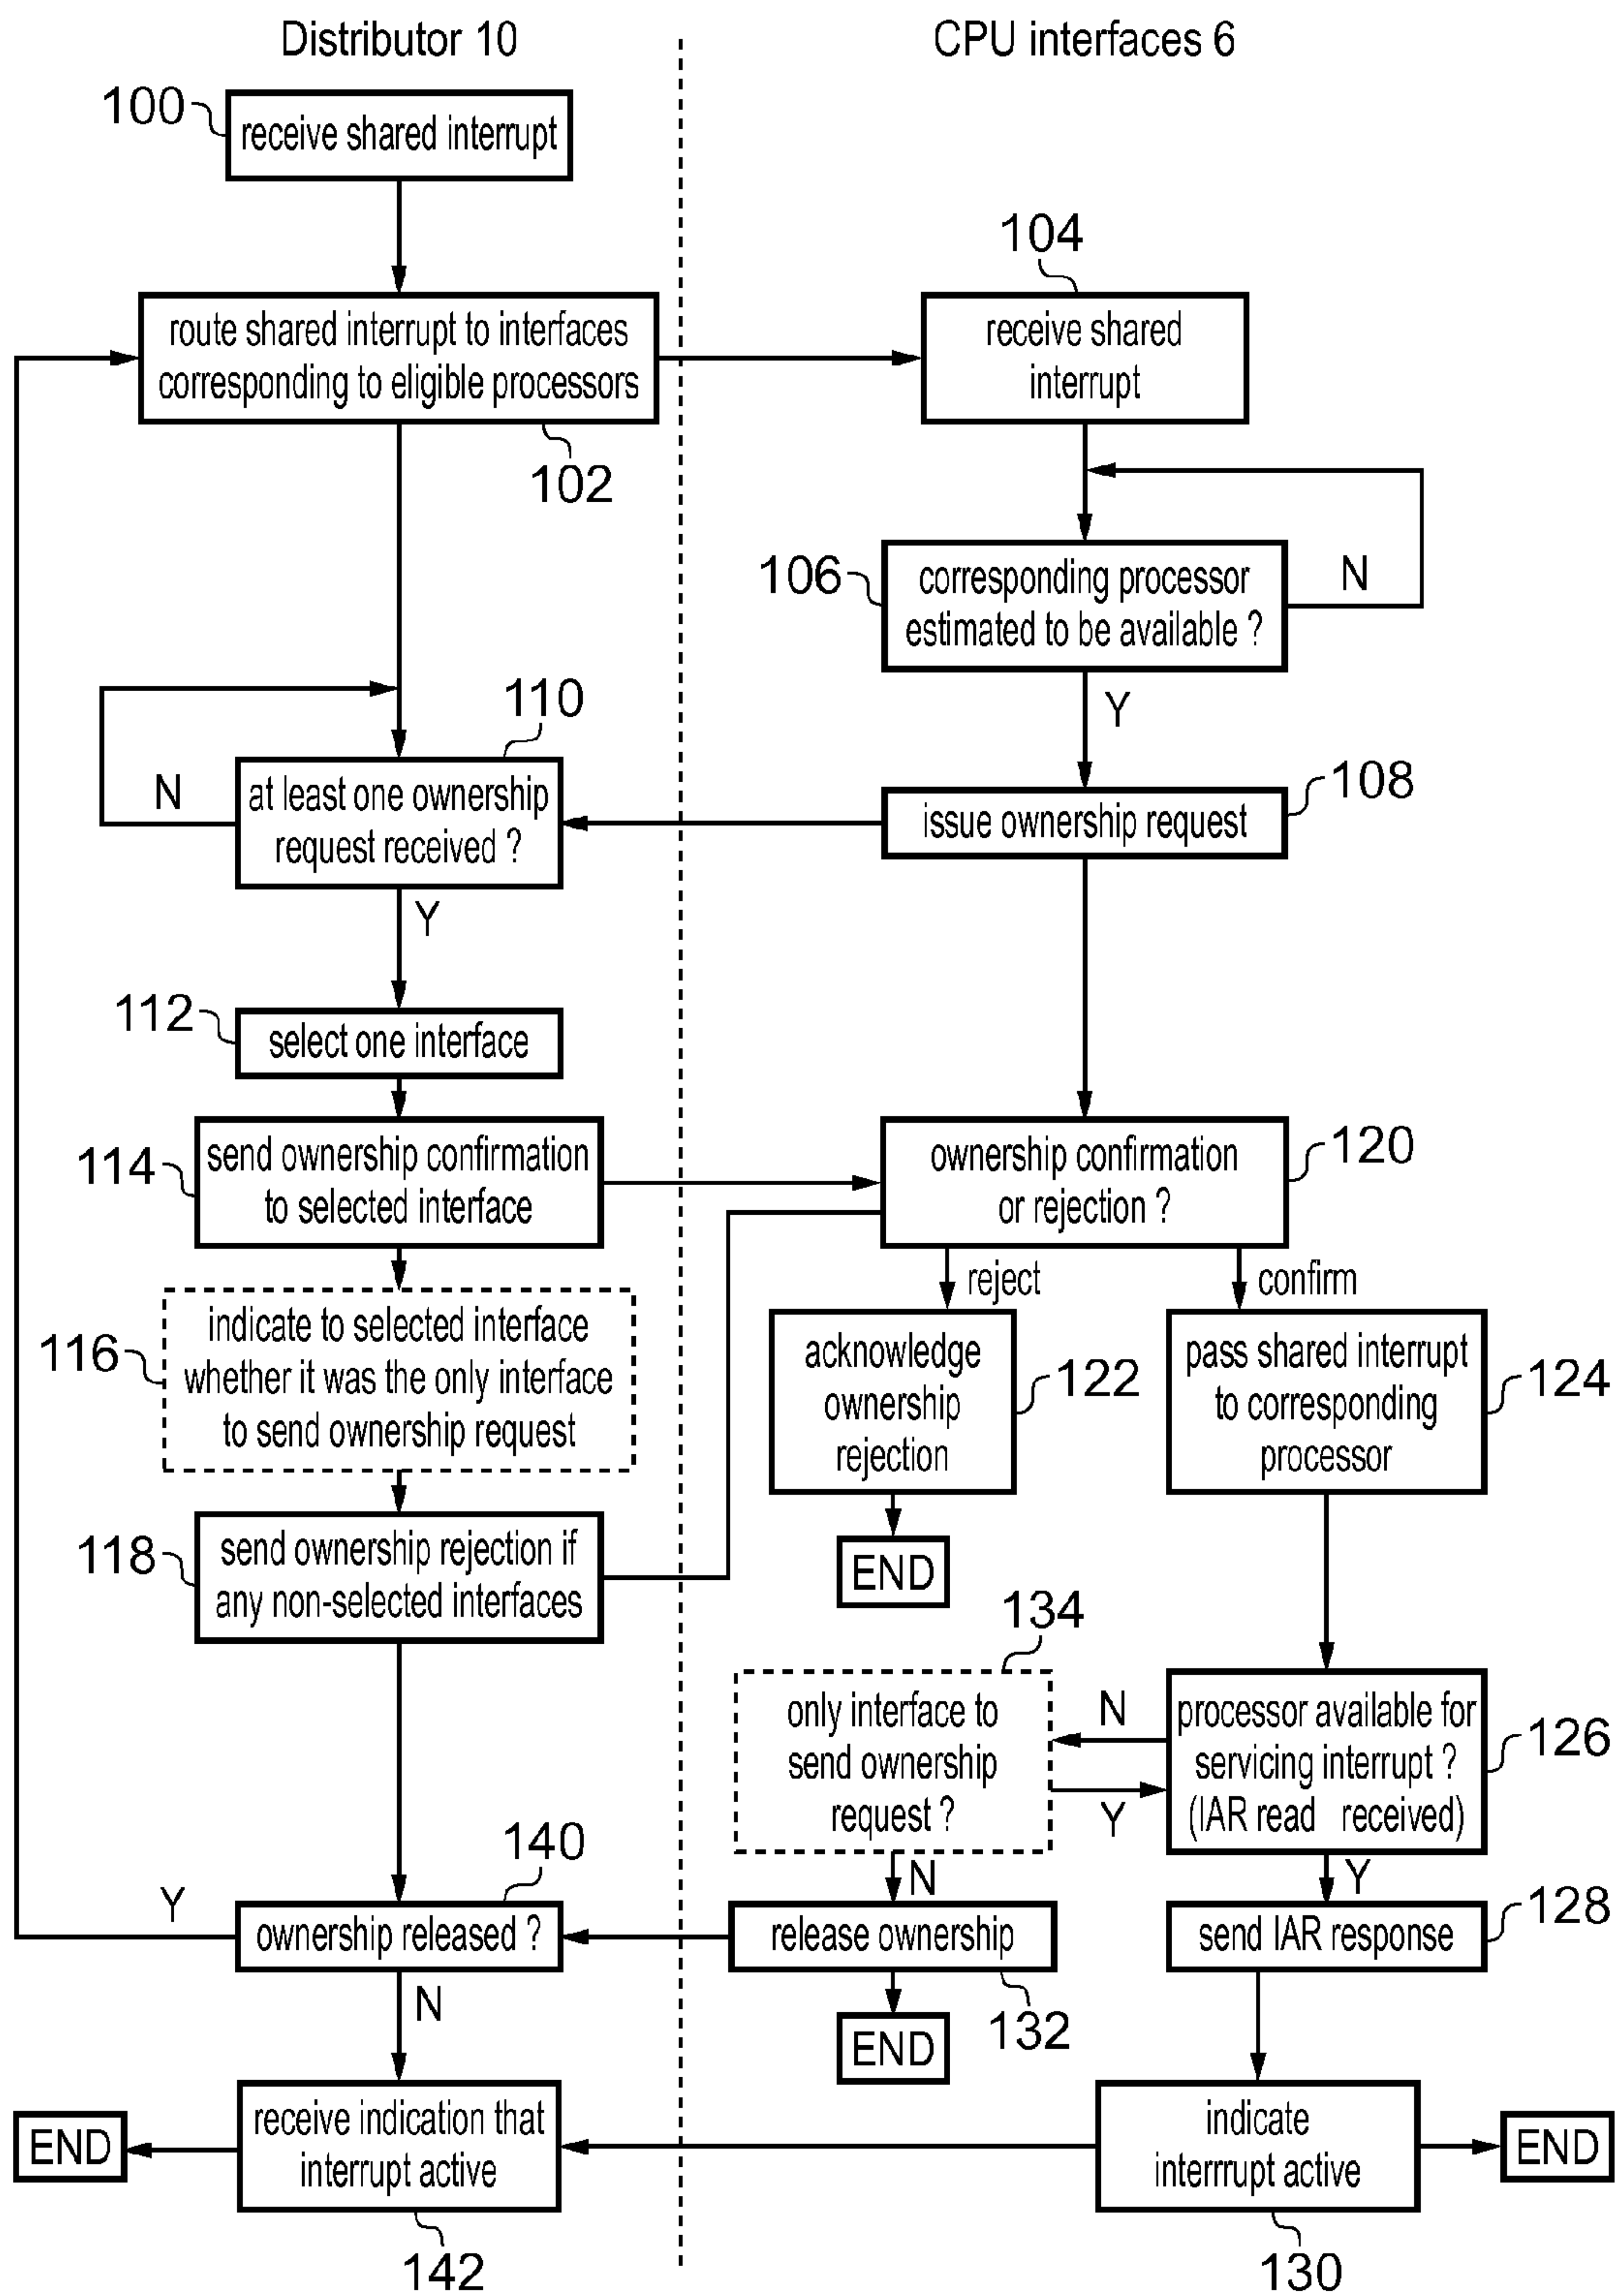 Distributor 10
CPU interfaces 6
100
receive shared interrupt
104
route shared interrupt to interfaces
corresponding to eligible processors
102
receive shared
interrupt
106
corresponding processor
estimated to be available ?
N
Y
110
at least one ownership
request received ?
N
Y
108
issue ownership request
112
select one interface
114
send ownership confirmation
to selected interface
120
ownership confirmation
or rejection ?
reject
confirm
116
indicate to selected interface
whether it was the only interface
to send ownership request
acknowledge
ownership
rejection
122
pass shared interrupt
to corresponding
processor
124
118
send ownership rejection if
any non-selected interfaces
END
134
only interface to
send ownership
request ?
N
Y
processor available for
servicing interrupt ?
(IAR read received)
126
140
Y
ownership released ?
N
N
release ownership
132
Y
send IAR response
128
END
END
receive indication that
interrupt active
142
indicate
interrrupt active
130
END